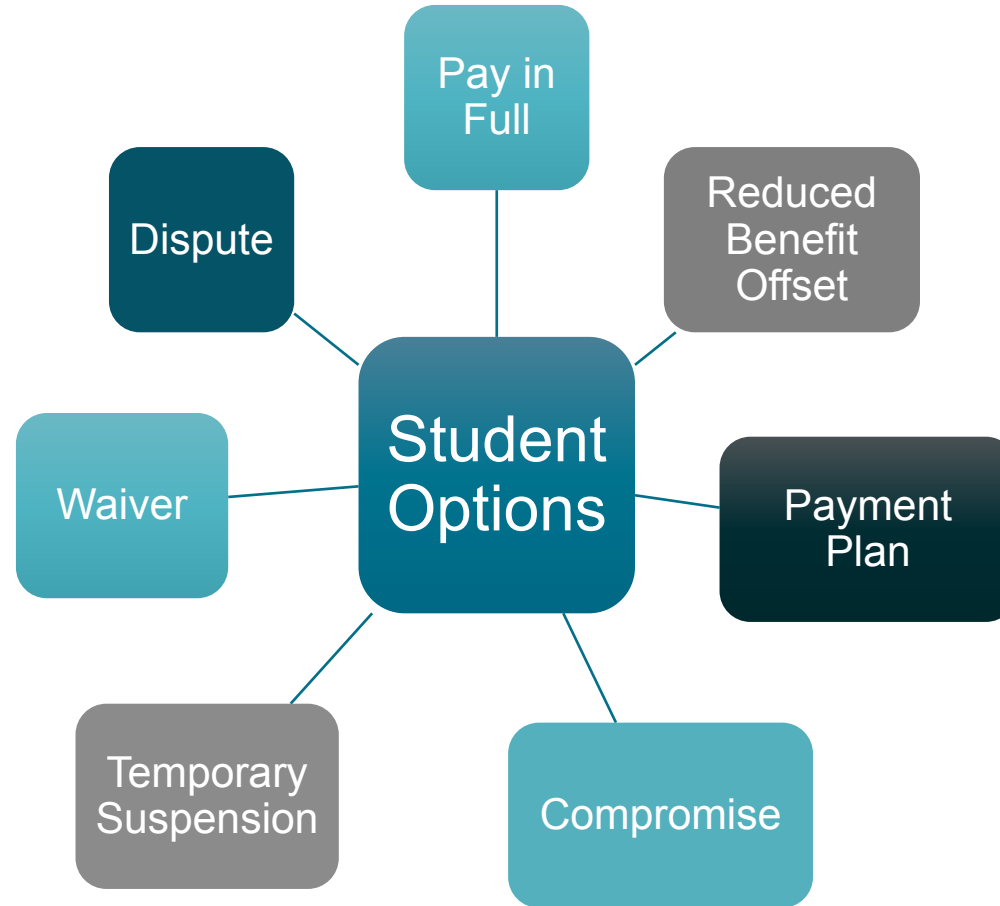 Pay in
Full
Reduced
Benefit
Offset
Dispute
Student
Options
Payment
Plan
Waiver
Temporary
Suspension
Compromise